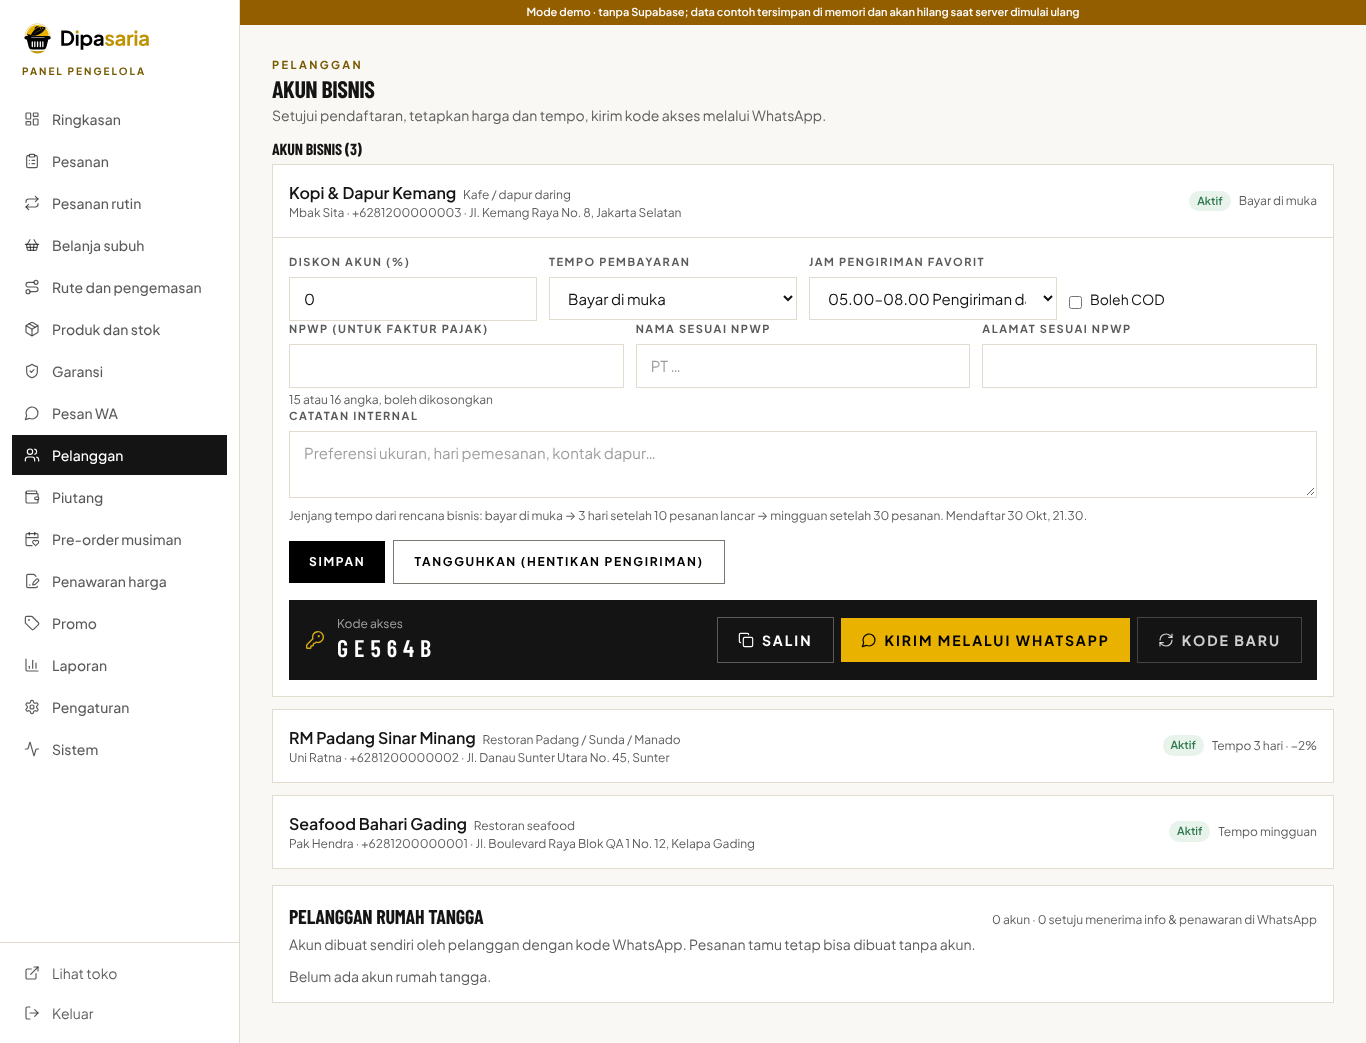 Mode demo · tanpa Supabase; data contoh tersimpan di memori dan akan hilang saat server dimulai ulang
Dipasaria
PANEL PENGELOLA
Ringkasan
Pesanan
Pesanan rutin
Belanja subuh
Rute dan pengemasan
Produk dan stok
Garansi
Pesan WA
Pelanggan
Piutang
Pre-order musiman
Penawaran harga
Promo
Laporan
Pengaturan
Sistem
Lihat toko
Keluar
PELANGGAN
AKUN BISNIS
Setujui pendaftaran, tetapkan harga dan tempo, kirim kode akses melalui WhatsApp.
AKUN BISNIS (3)
Kopi & Dapur Kemang Kafe / dapur daring
Mbak Sita · +6281200000003 · Jl. Kemang Raya No. 8, Jakarta Selatan
Aktif Bayar di muka
DISKON AKUN (%) TEMPO PEMBAYARAN JAM PENGIRIMAN FAVORIT
0 Bayar di muka 05.00–08.00 Pengiriman d Boleh COD
NPWP (UNTUK FAKTUR PAJAK) NAMA SESUAI NPWP ALAMAT SESUAI NPWP
PT …
15 atau 16 angka, boleh dikosongkan
CATATAN INTERNAL
Preferensi ukuran, hari pemesanan, kontak dapur…
Jenjang tempo dari rencana bisnis: bayar di muka → 3 hari setelah 10 pesanan lancar → mingguan setelah 30 pesanan. Mendaftar 30 Okt, 21.30.
SIMPAN TANGGUHKAN (HENTIKAN PENGIRIMAN)
Kode akses
GE564B
SALIN KIRIM MELALUI WHATSAPP KODE BARU
RM Padang Sinar Minang Restoran Padang / Sunda / Manado
Uni Ratna · +6281200000002 · Jl. Danau Sunter Utara No. 45, Sunter
Aktif Tempo 3 hari · −2%
Seafood Bahari Gading Restoran seafood
Pak Hendra · +6281200000001 · Jl. Boulevard Raya Blok QA 1 No. 12, Kelapa Gading
Aktif Tempo mingguan
PELANGGAN RUMAH TANGGA
0 akun · 0 setuju menerima info & penawaran di WhatsApp
Akun dibuat sendiri oleh pelanggan dengan kode WhatsApp. Pesanan tamu tetap bisa dibuat tanpa akun.
Belum ada akun rumah tangga.